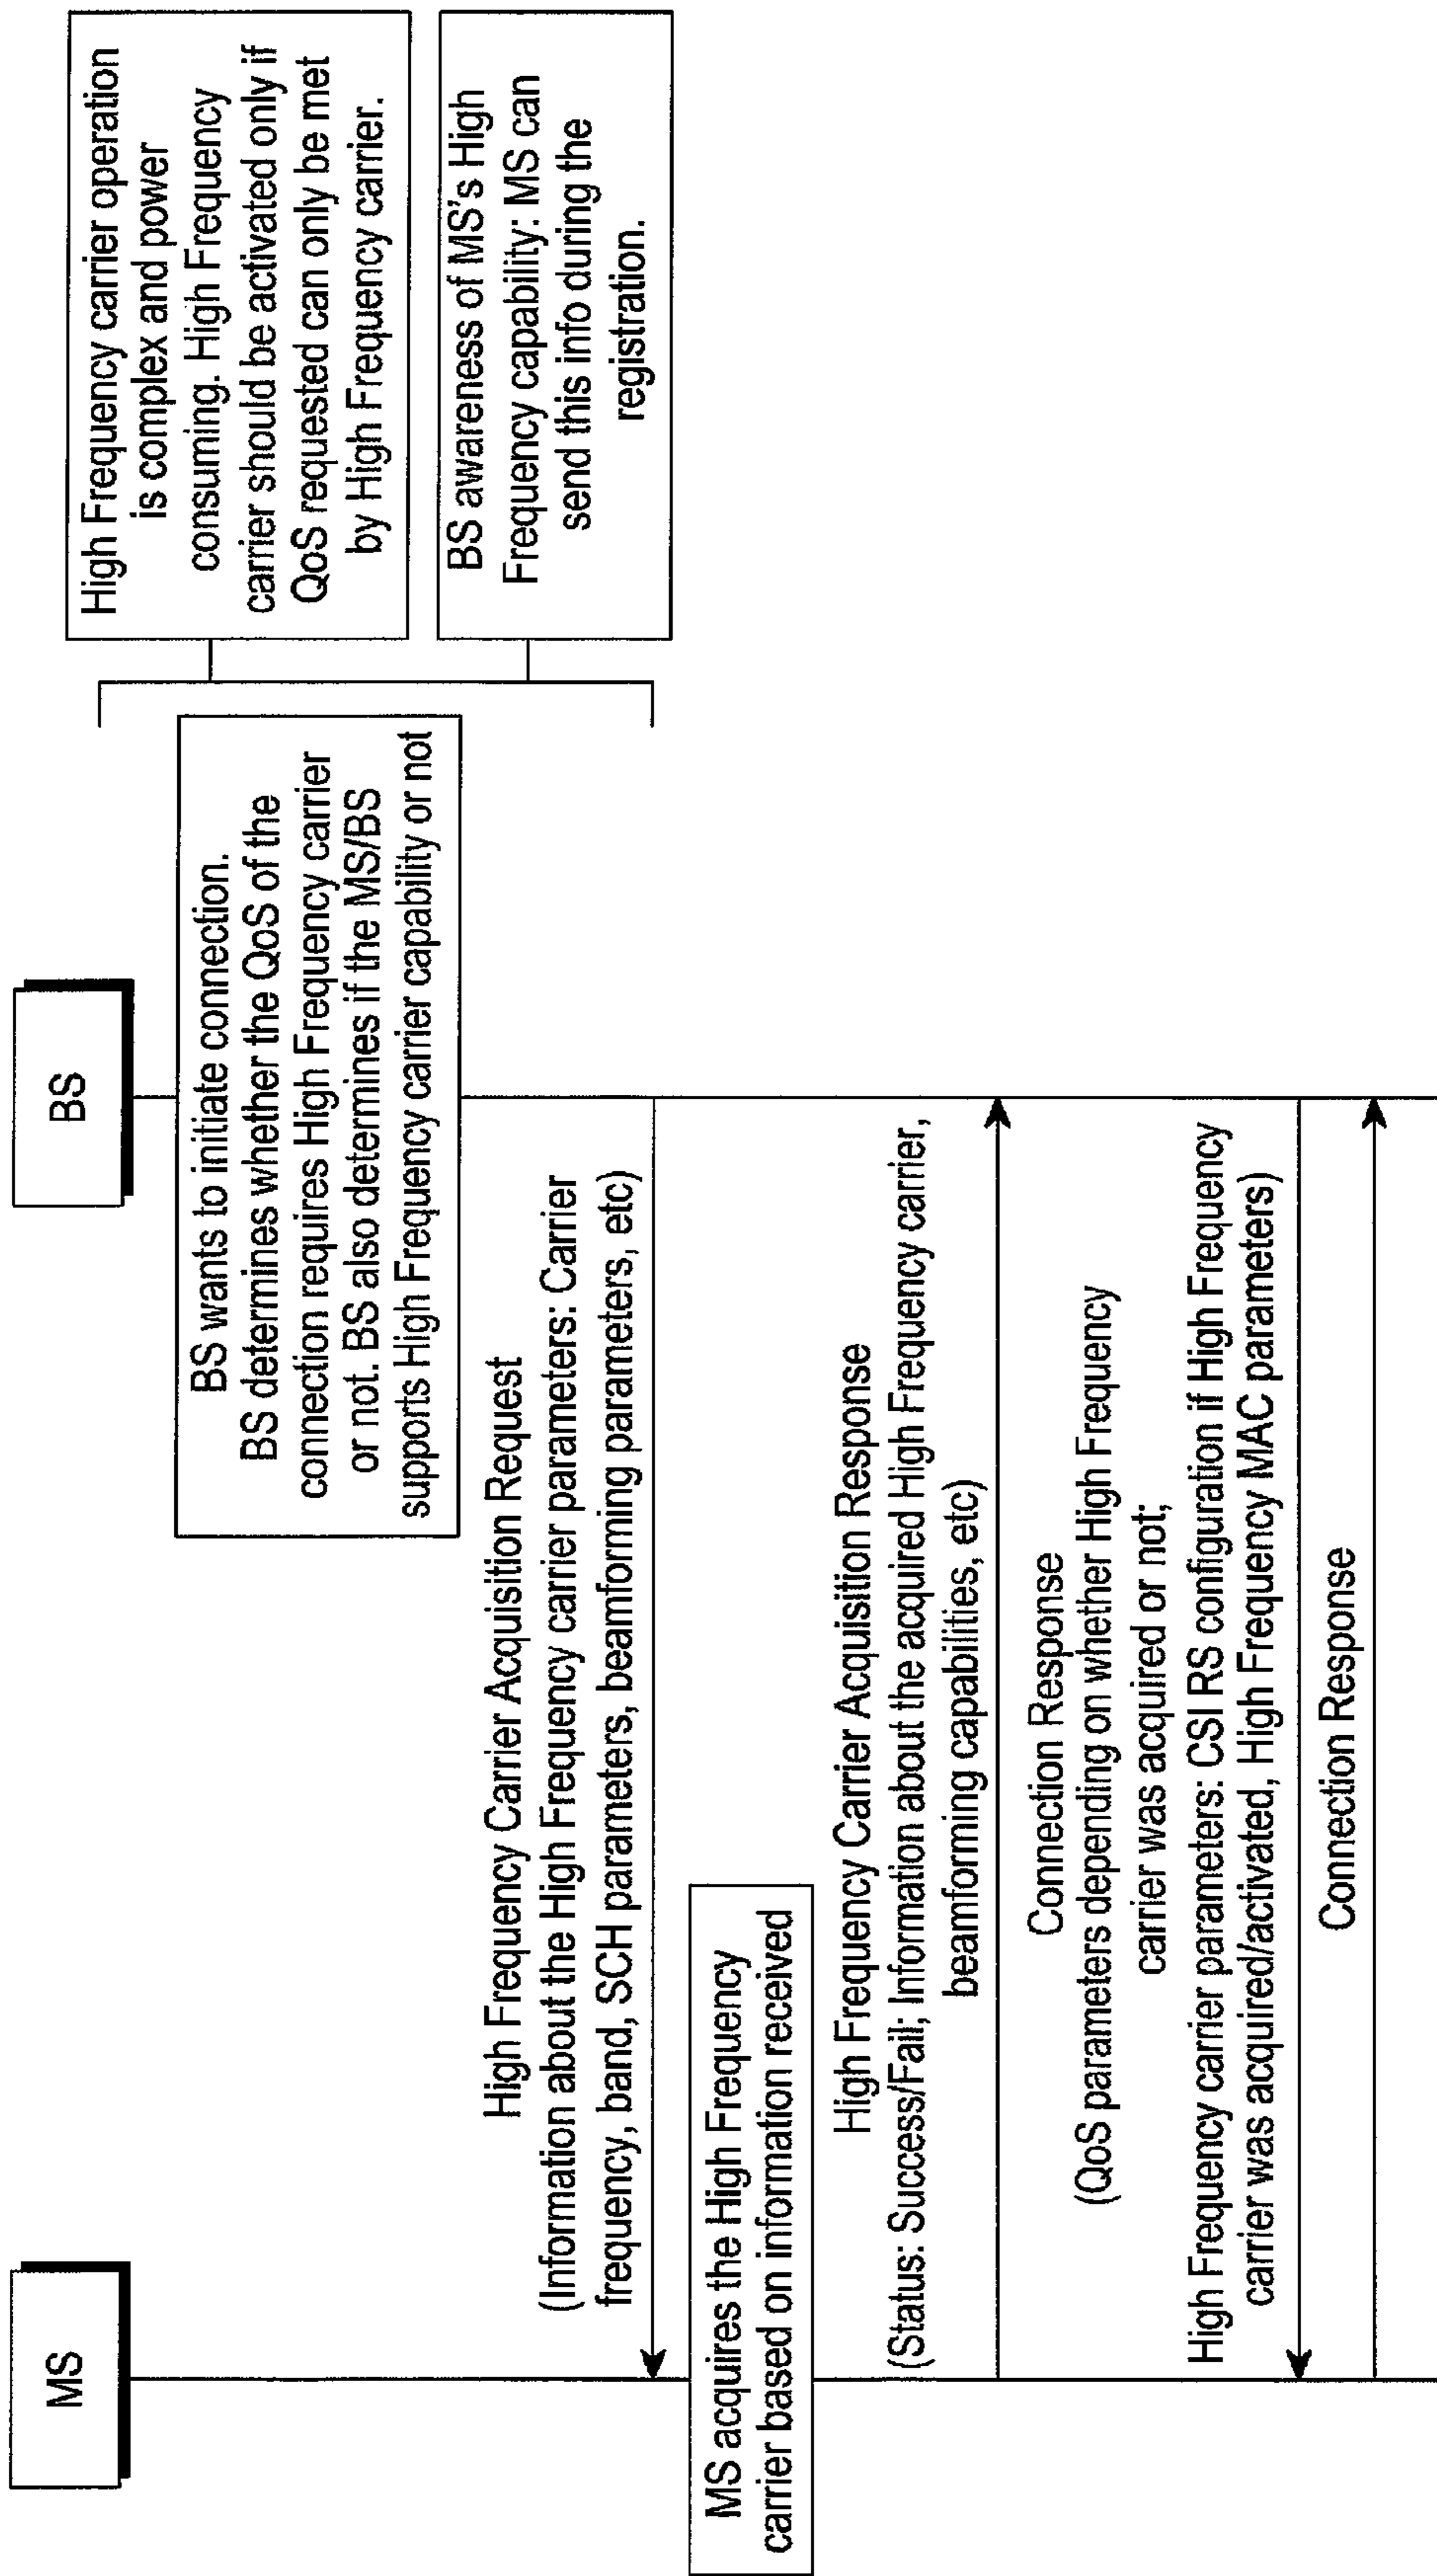 MS
BS
BS wants to initiate connection.
BS determines whether the QoS of the
connection requires High Frequency carrier
or not. BS also determines if the MS/BS
supports High Frequency carrier capability or not
High Frequency carrier operation
is complex and power
consuming. High Frequency
carrier should be activated only if
QoS requested can only be met
by High Frequency carrier.
BS awareness of MS's High
Frequency capability: MS can
send this info during the
registration.
High Frequency Carrier Acquisition Request
(Information about the High Frequency carrier parameters: Carrier
frequency, band, SCH parameters, beamforming parameters, etc)
MS acquires the High Frequency
carrier based on information received
High Frequency Carrier Acquisition Response
(Status: Success/Fail; Information about the acquired High Frequency carrier,
beamforming capabilities, etc)
Connection Response
(QoS parameters depending on whether High Frequency
carrier was acquired or not;
High Frequency carrier parameters: CSI RS configuration if High Frequency
carrier was acquired/activated, High Frequency MAC parameters)
Connection Response